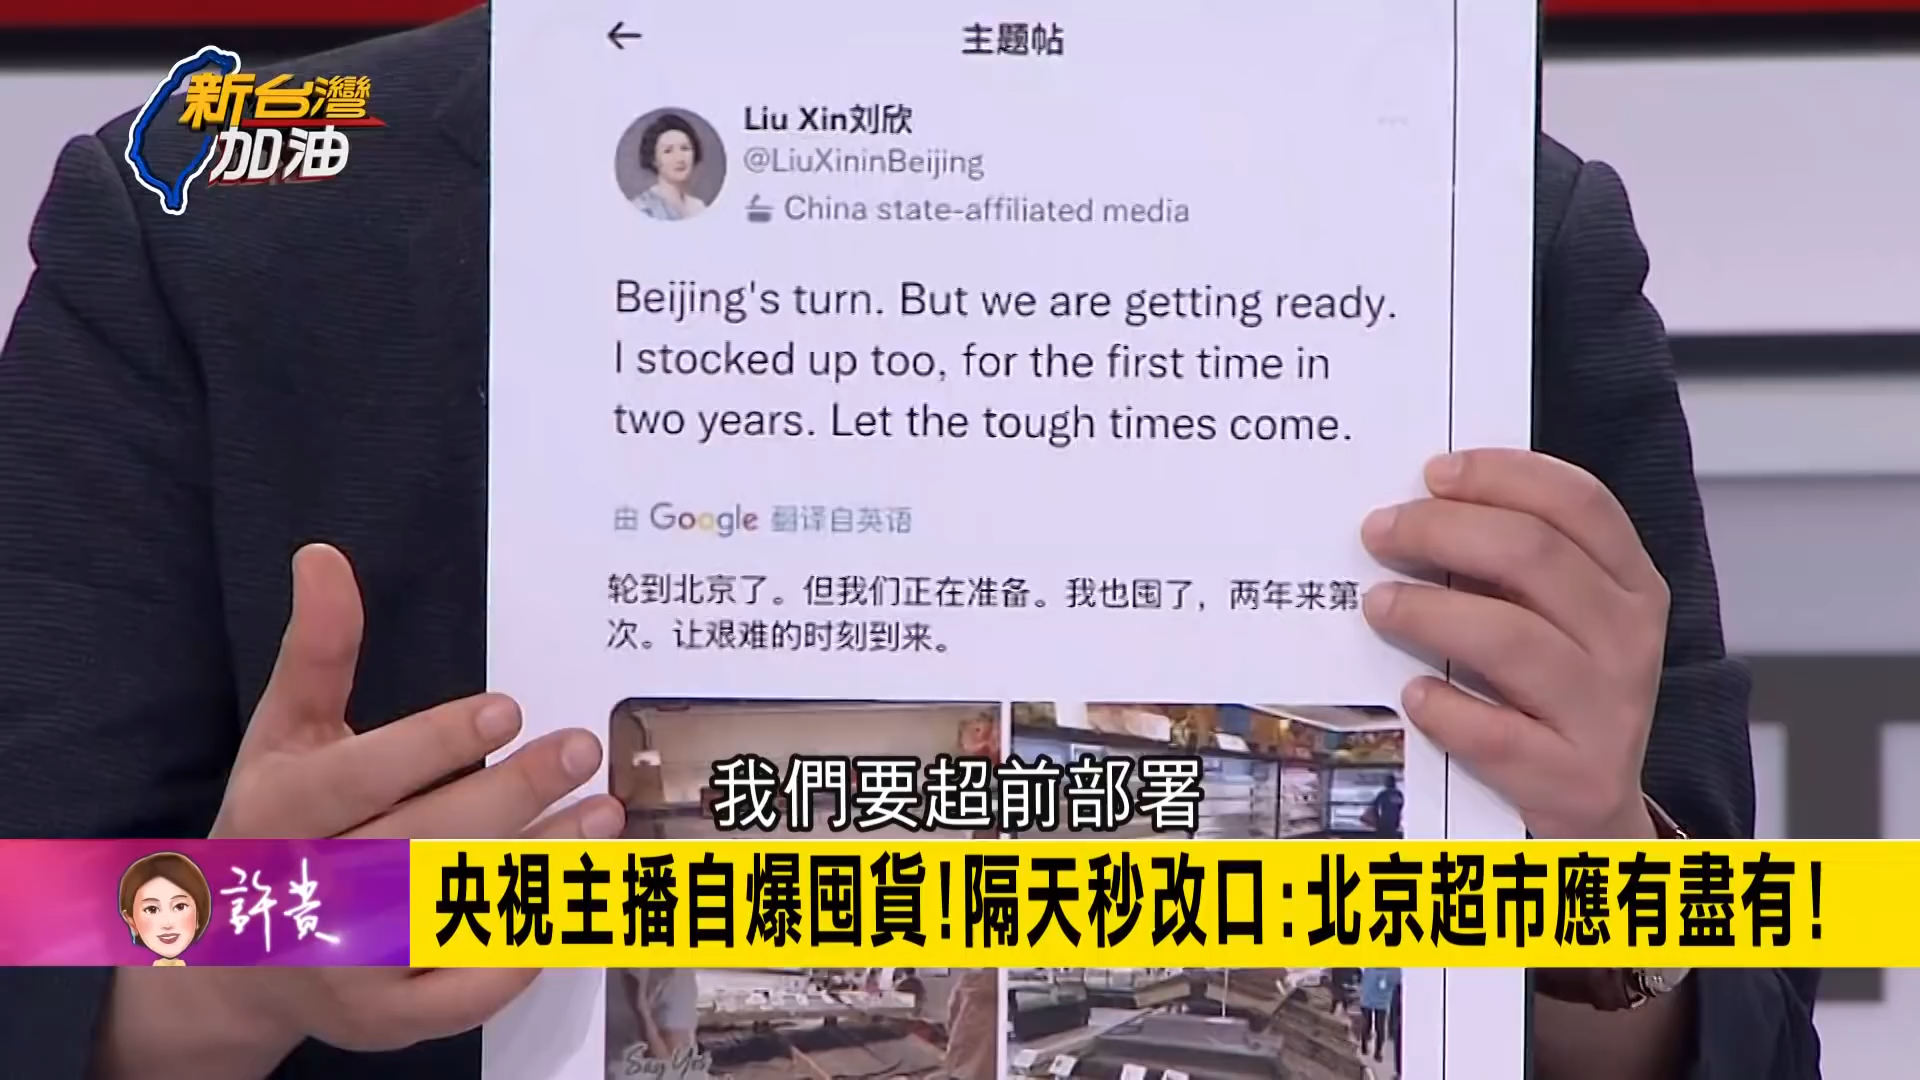 主题帖
新台灣
加油
Liu Xin刘欣
@LiuXininBeijing
China state-affiliated media
Beijing's turn. But we are getting ready.
I stocked up too, for the first time in
two years. Let the tough times come.
由 Google 翻译自英语
轮到北京了。但我们正在准备。我也囤了，两年来第
次。让艰难的时刻到来。
我們要超前部署
許貴
央視主播自爆囤貨!隔天秒改口:北京超市應有盡有!
Say Yes